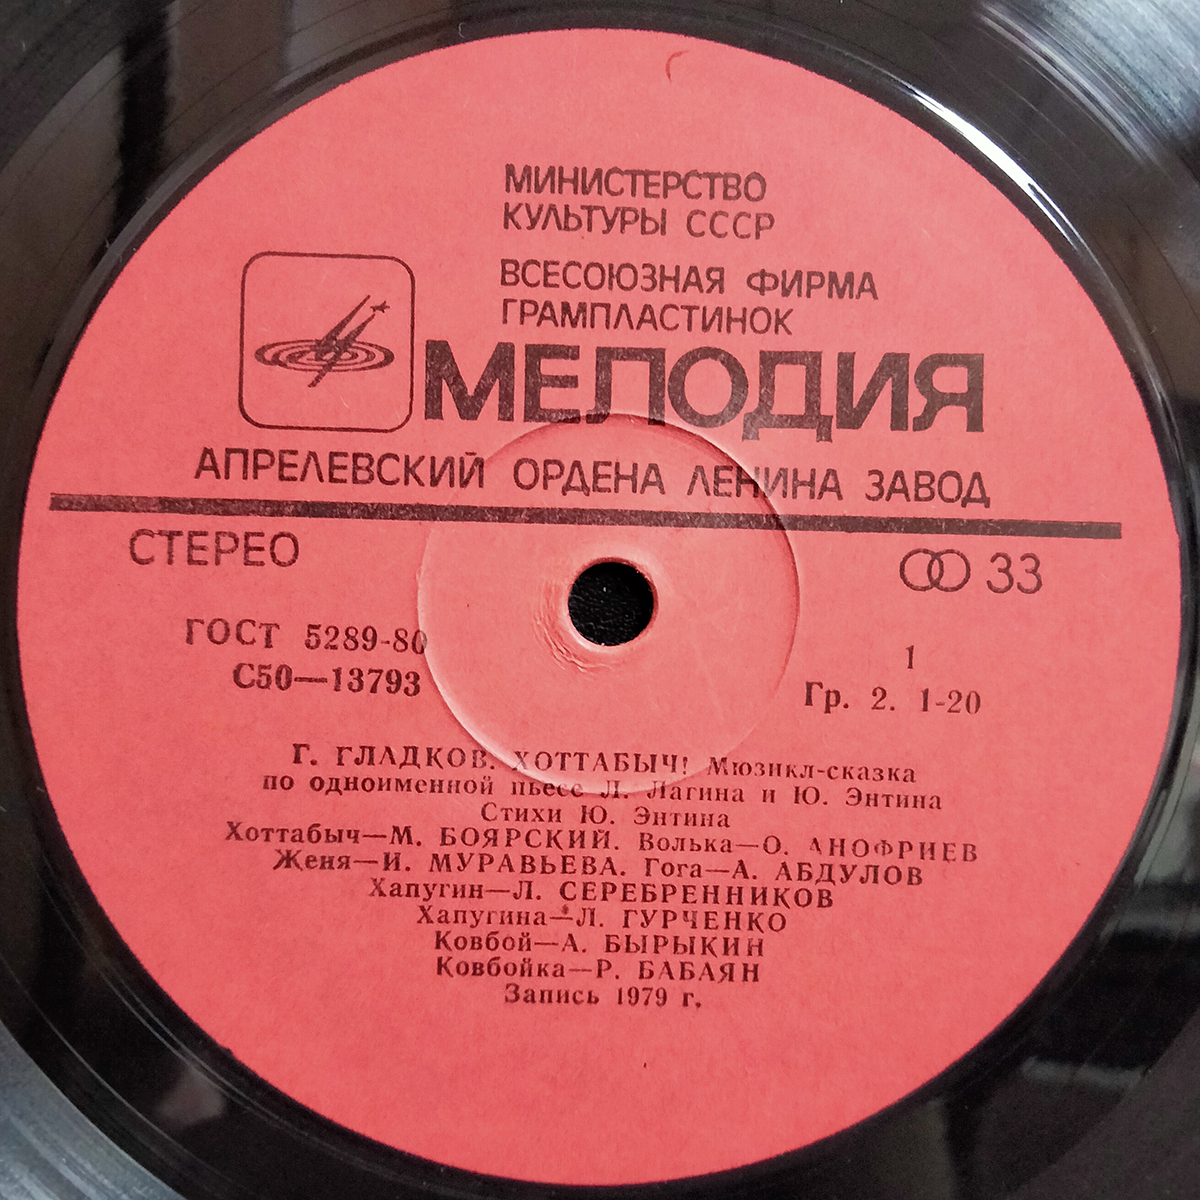 МИНИСТЕРСТВО
КУЛЬТУРЫ СССР
ВСЕСОЮЗНАЯ ФИРМА
ГРАМПЛАСТИНОК
МЕЛОДИЯ
АПРЕЛЕВСКИЙ ОРДЕНА ЛЕНИНА ЗАВОД
СТЕРЕО
33
ГОСТ 5289-80
С50—13793
1
Гр. 2. 1-20
Г. ГЛАДКОВ. ХОТТАБЫЧ! Мюзикл-сказка
по одноименной пьесе Л. Лагина и Ю. Энтина
Стихи Ю. Энтина
Хоттабыч—М. БОЯРСКИЙ. Волька—О. АНОФРИЕВ
Женя—И. МУРАВЬЕВА. Гога—А. АБДУЛОВ
Хапугин—Л. СЕРЕБРЕННИКОВ
Хапугина—Л. ГУРЧЕНКО
Ковбой—А. БЫРЫКИН
Ковбойка—Р. БАБАЯН
Запись 1979 г.